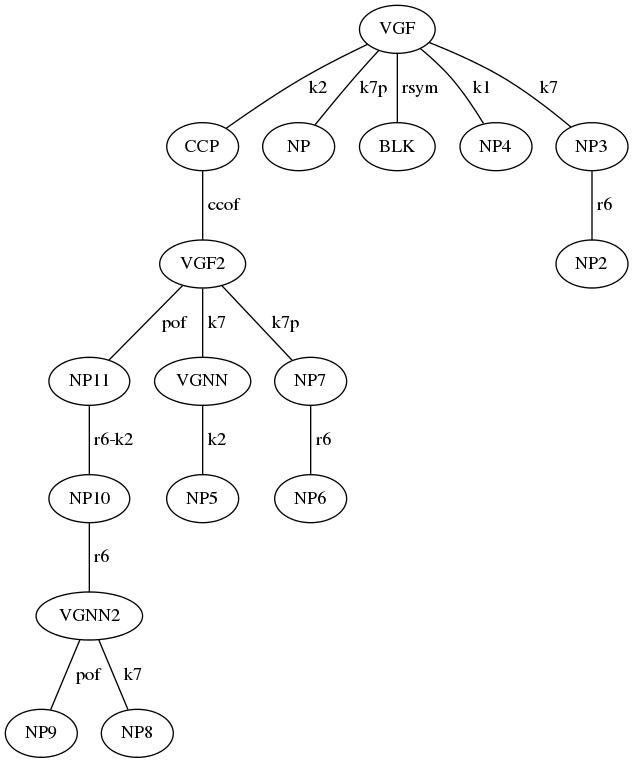 VGF
k2 k7p rsym k1 k7
CCP NP BLK NP4 NP3
ccof r6
VGF2 NP2
pof k7 k7p
NP11 VGNN NP7
r6-k2 k2 r6
NP10 NP5 NP6
r6
VGNN2
pof k7
NP9 NP8